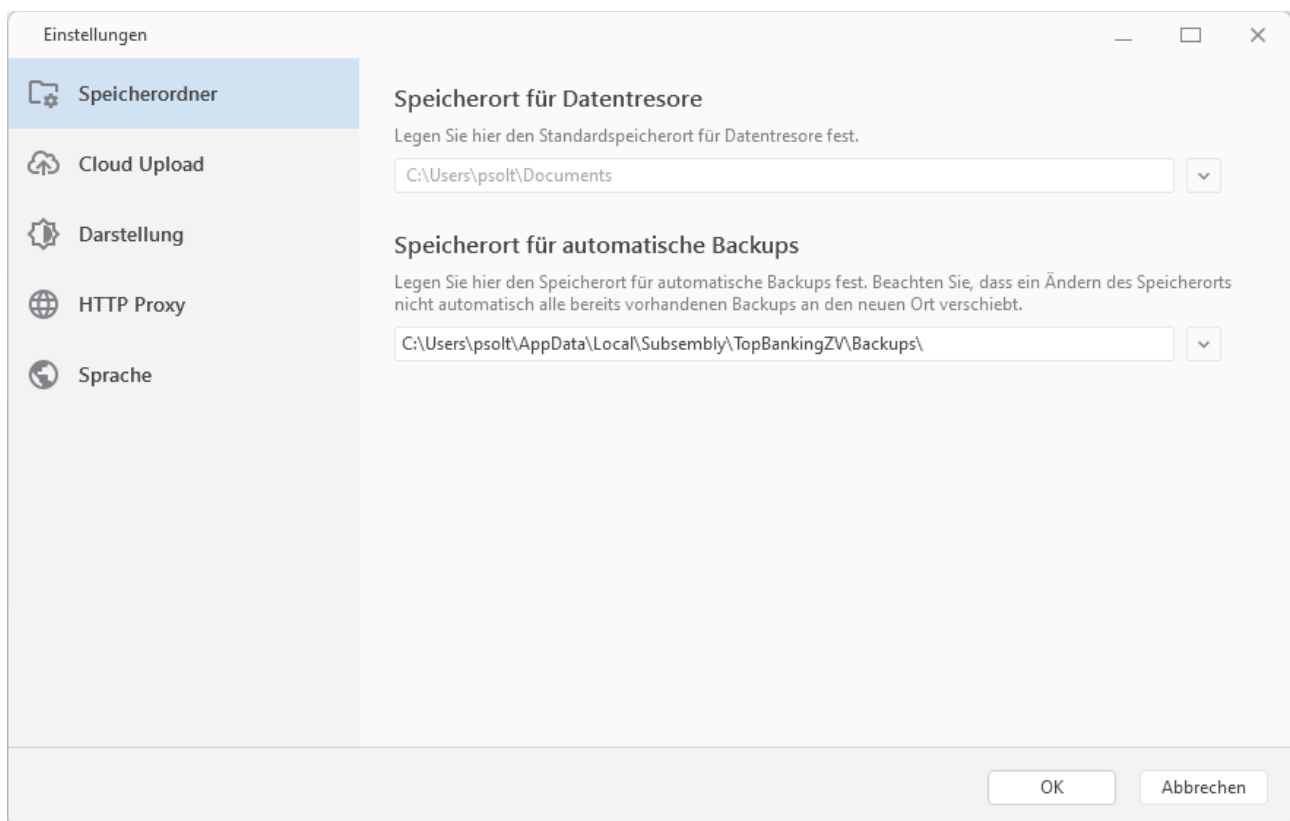 Einstellungen
Speicherordner
Cloud Upload
Darstellung
HTTP Proxy
Sprache
Speicherort für Datentresore
Legen Sie hier den Standardspeicherort für Datentresore fest.
C:\Users\psolt\Documents
Speicherort für automatische Backups
Legen Sie hier den Speicherort für automatische Backups fest. Beachten Sie, dass ein Ändern des Speicherorts
nicht automatisch alle bereits vorhandenen Backups an den neuen Ort verschiebt.
C:\Users\psolt\AppData\Local\Subsembly\TopBankingZV\Backups\
OK
Abbrechen